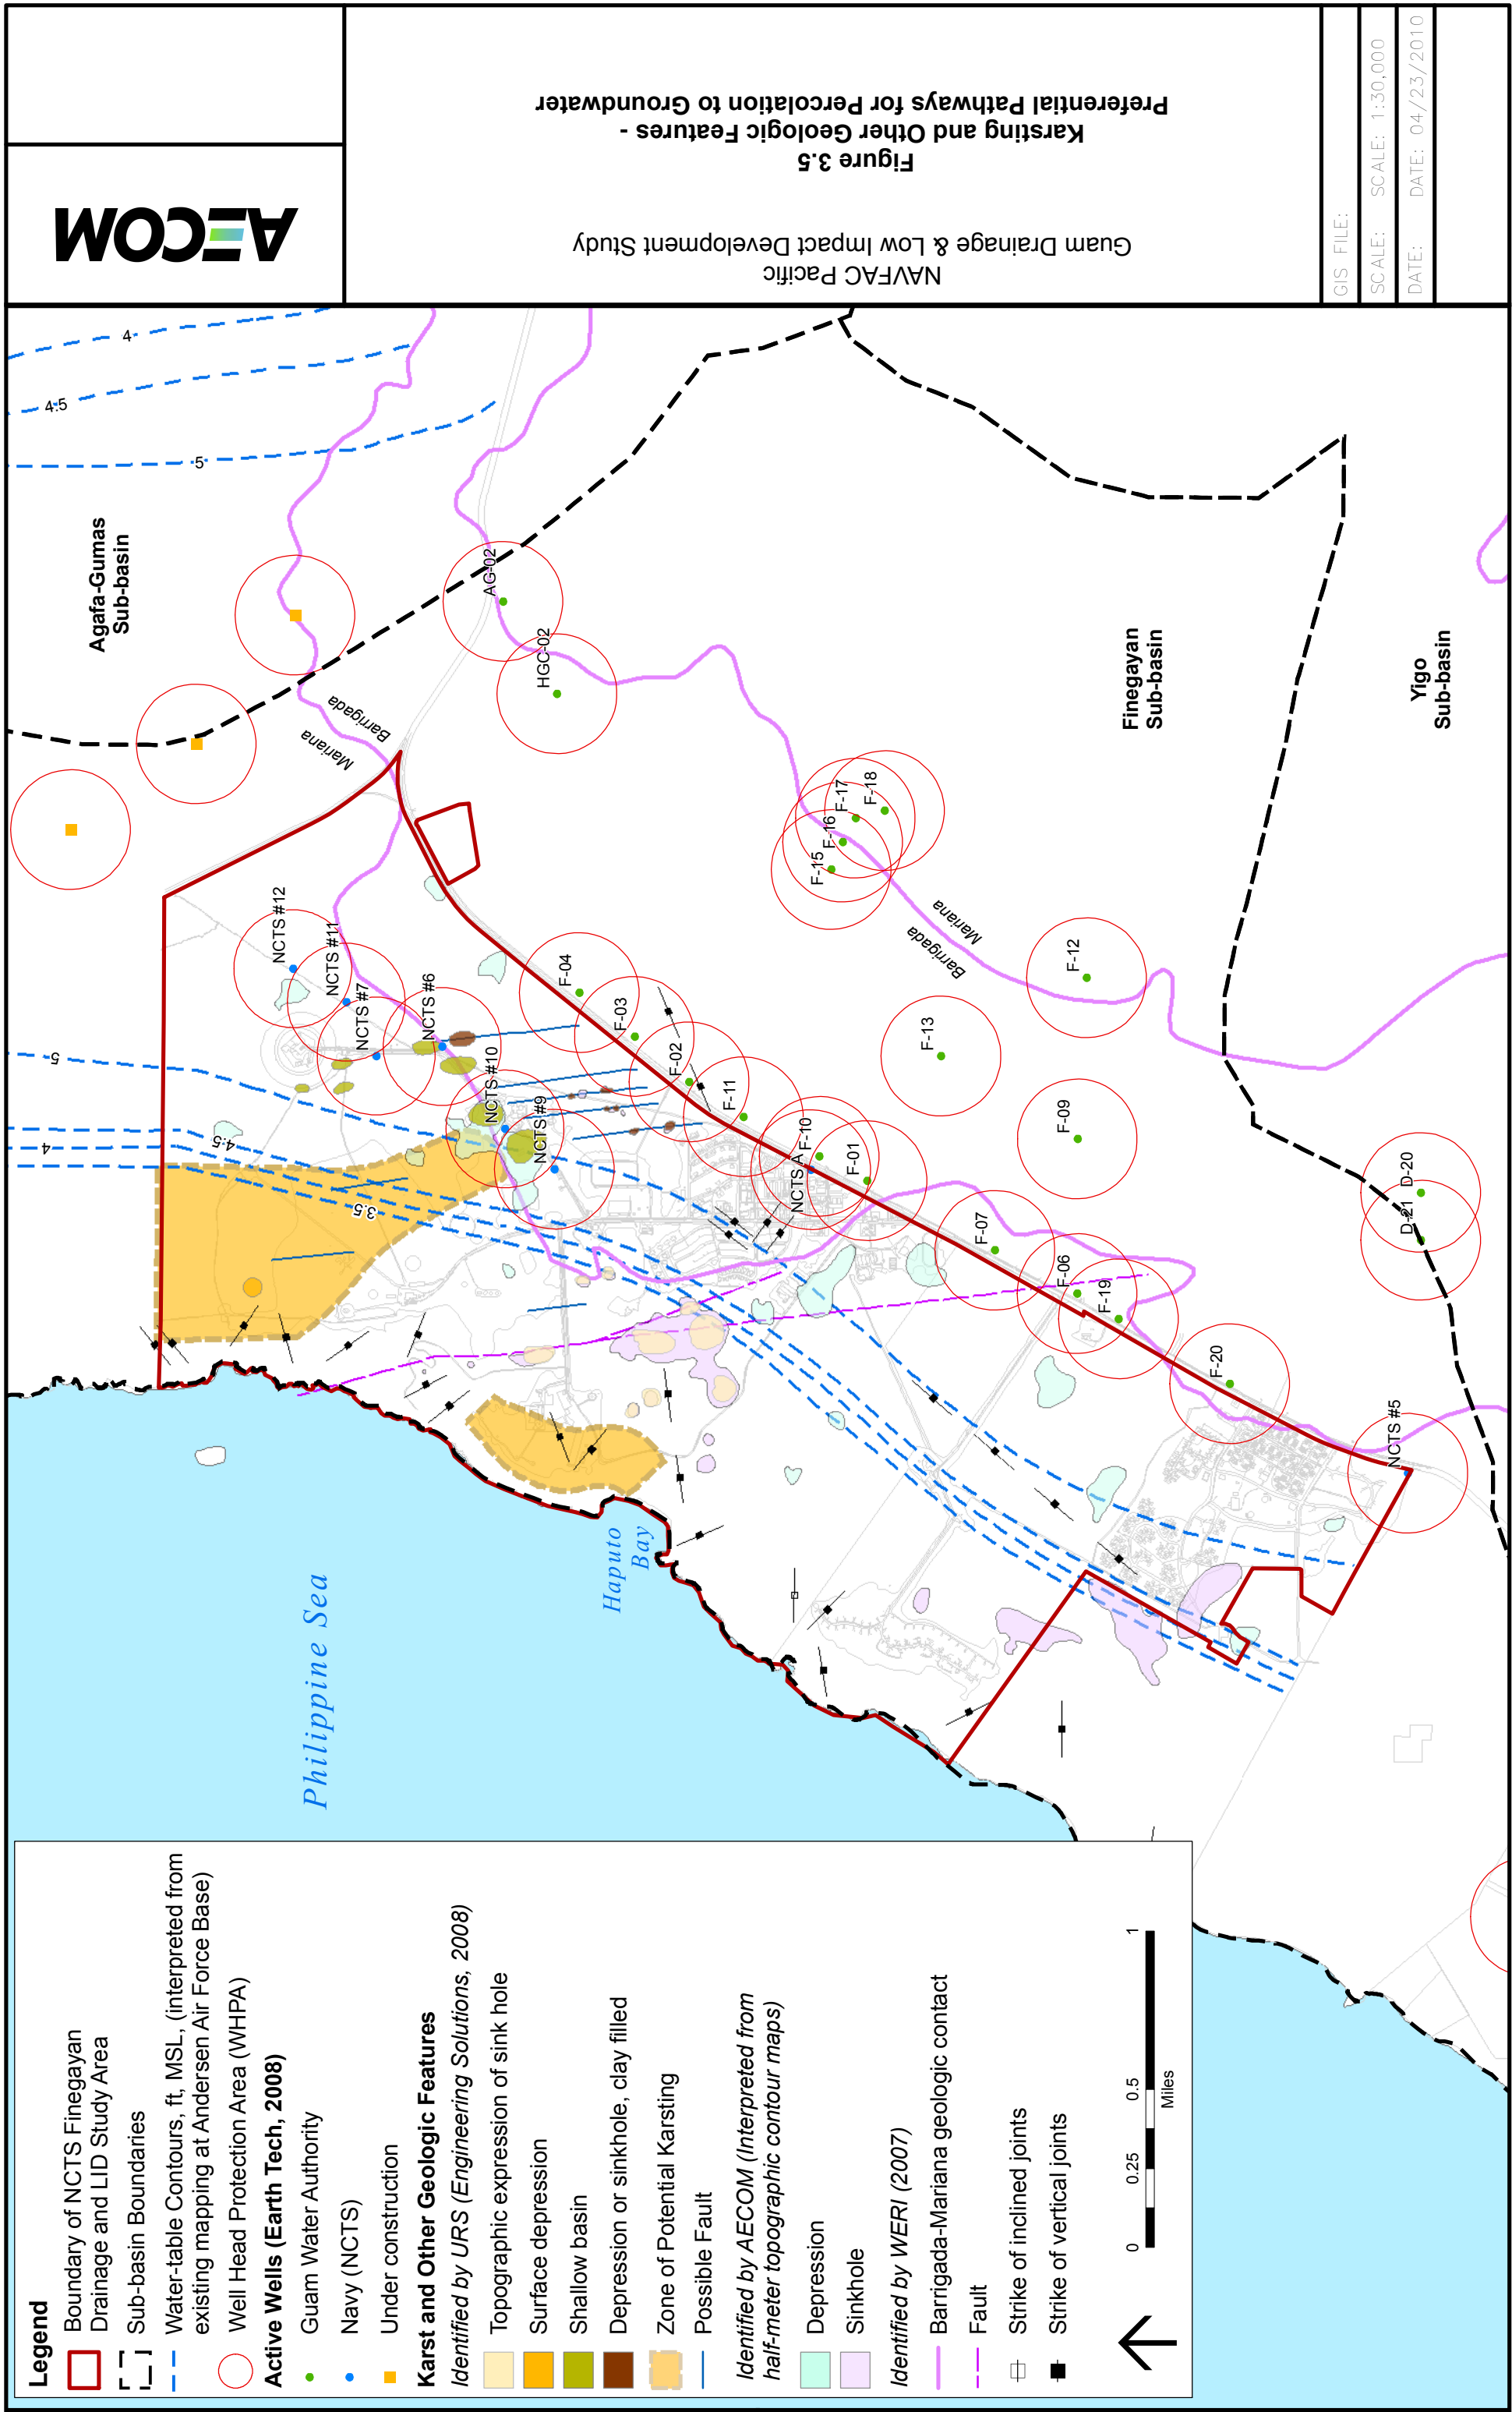 Legend
Boundary of NCTS Finegayan
Drainage and LID Study Area
Sub-basin Boundaries
Water-table Contours, ft, MSL, (interpreted from
existing mapping at Andersen Air Force Base)
Well Head Protection Area (WHPA)
Active Wells (Earth Tech, 2008)
Guam Water Authority
Navy (NCTS)
Under construction
Karst and Other Geologic Features
Identified by URS (Engineering Solutions, 2008)
Topographic expression of sink hole
Surface depression
Shallow basin
Depression or sinkhole, clay filled
Zone of Potential Karsting
Possible Fault
Identified by AECOM (Interpreted from
half-meter topographic contour maps)
Depression
Sinkhole
Identified by WERI (2007)
Barrigada-Mariana geologic contact
Fault
Strike of inclined joints
Strike of vertical joints
0
0.25
0.5
1
Miles
Philippine Sea
Haputo
Bay
Agafa-Gumas
Sub-basin
Finegayan
Sub-basin
Yigo
Sub-basin
Mariana
Barrigada
Barrigada
Mariana
4
4.5
5
5
4.5
4
3.5
NCTS #12
NCTS #11
NCTS #7
NCTS #6
NCTS #10
NCTS #9
NCTS A
NCTS #5
AG-02
HGC-02
F-15
F-16
F-17
F-18
F-04
F-03
F-02
F-11
F-10
F-01
F-13
F-12
F-09
F-07
F-06
F-19
F-20
D-20
D-21
AECOM
NAVFAC Pacific
Guam Drainage & Low Impact Development Study
Figure 3.5
Karsting and Other Geologic Features -
Preferential Pathways for Percolation to Groundwater
GIS FILE:
SCALE: SCALE: 1:30,000
DATE: DATE: 04/23/2010